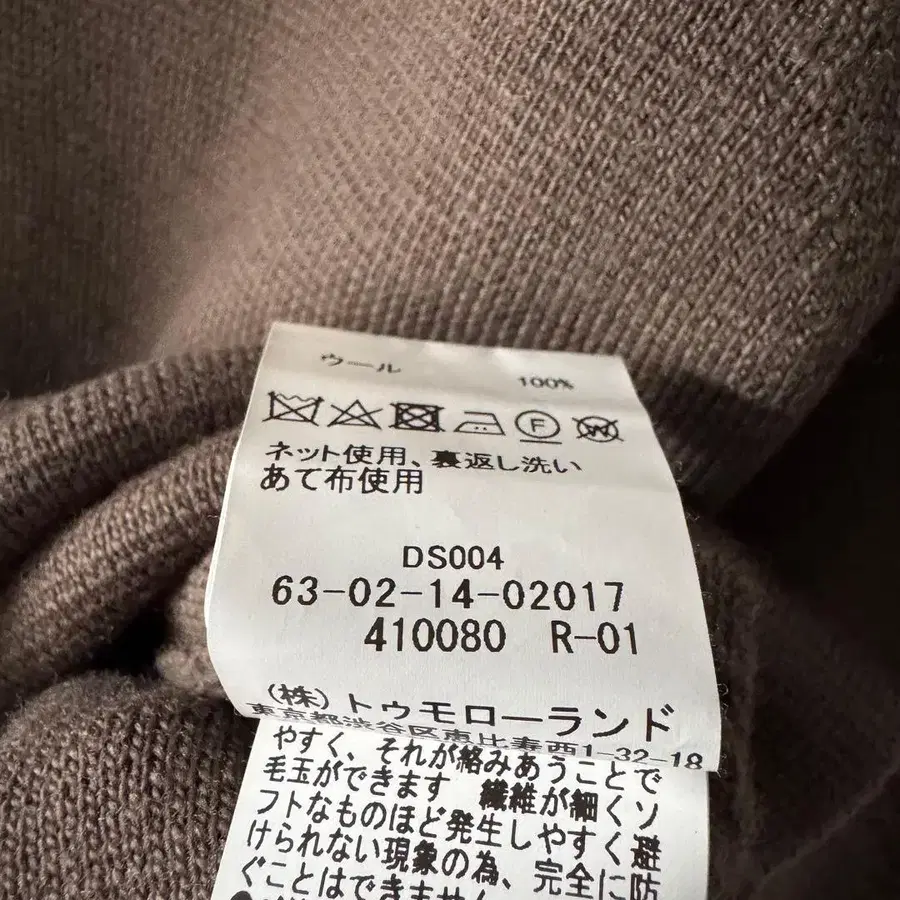 ウール 100%
F W
ネット使用、裏返し洗い
あて布使用
DS004
63-02-14-02017
410080 R-01
(株)トゥモローランド
東京都渋谷区恵比寿西1-32-18
やすく、それが絡みあうことで
毛玉ができます 繊維が細くソ
フトなものほど発生しやすく避
けられない現象の為、完全に防
ぐことはできません